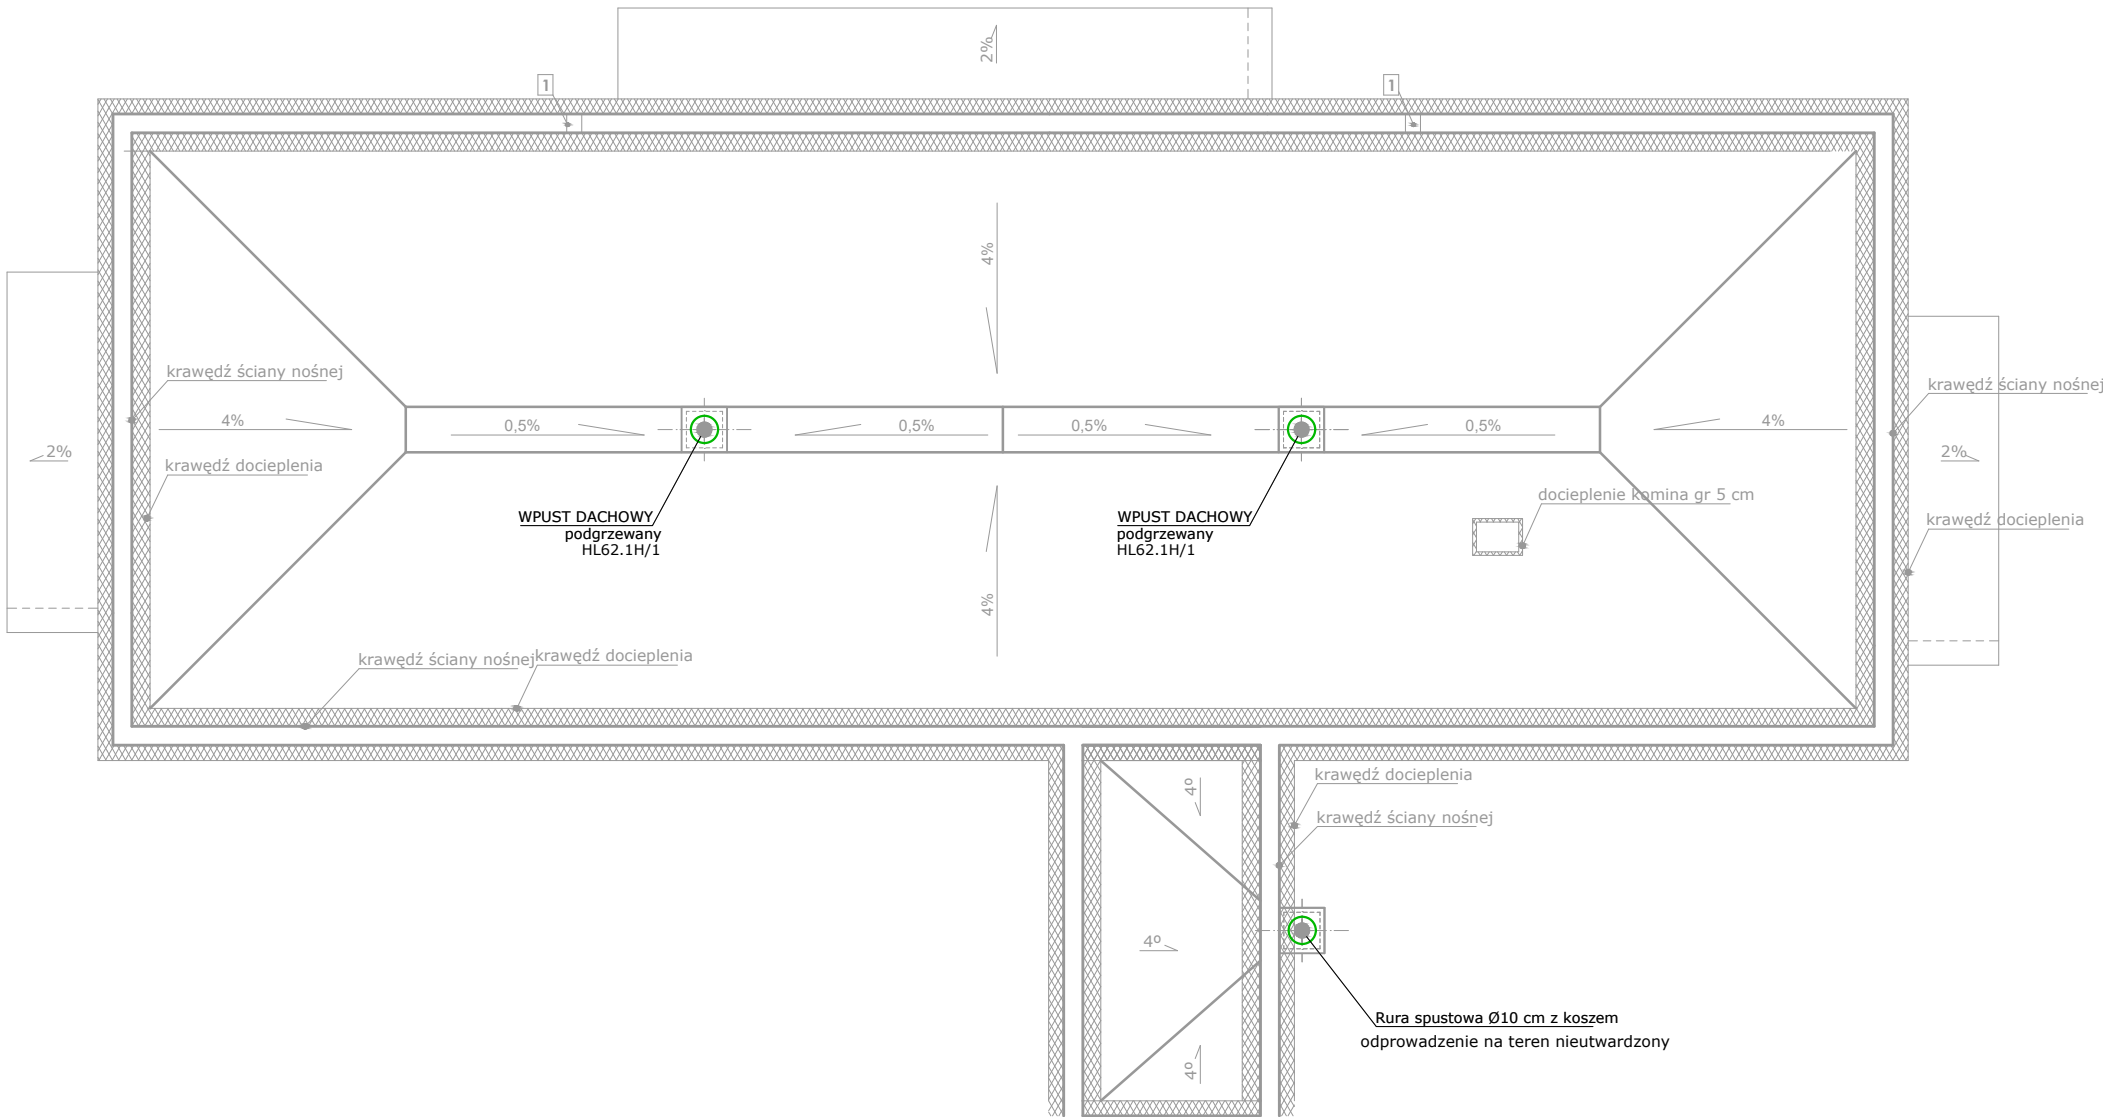 2%
1
1
4%
krawędź ściany nośnej
krawędź ściany nośnej
4%
0,5%
0,5%
0,5%
0,5%
4%
2%
2%
krawędź docieplenia
docieplenie komina gr 5 cm
WPUST DACHOWY
podgrzewany
HL62.1H/1
WPUST DACHOWY
podgrzewany
HL62.1H/1
krawędź docieplenia
4%
krawędź ściany nośnej
krawędź docieplenia
krawędź docieplenia
4º
krawędź ściany nośnej
4º
Rura spustowa Ø10 cm z koszem
odprowadzenie na teren nieutwardzony
4º